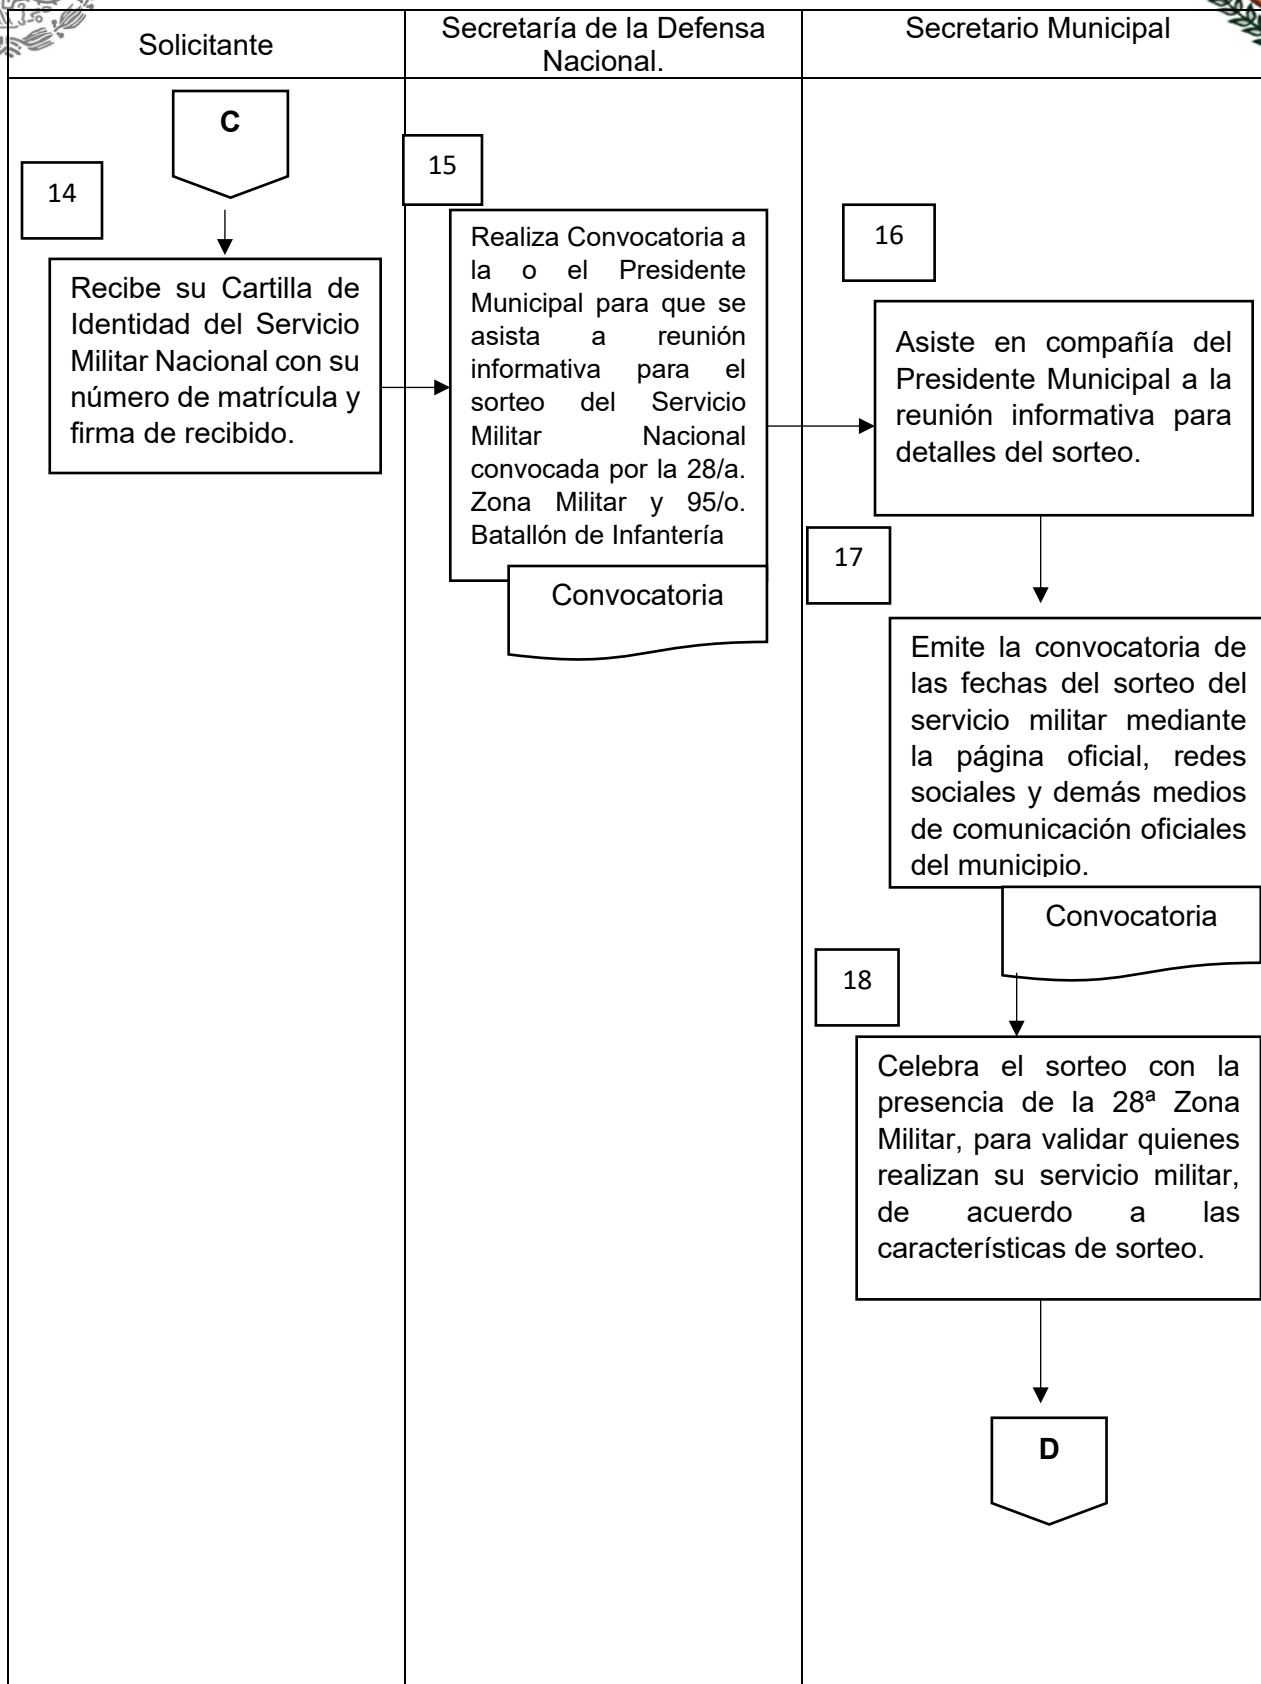 Solicitante
Secretaría de la Defensa
Nacional.
Secretario Municipal
C
14
Recibe su Cartilla de
Identidad del Servicio
Militar Nacional con su
número de matrícula y
firma de recibido.
15
Realiza Convocatoria a
la o el Presidente
Municipal para que se
asista a reunión
informativa para el
sorteo del Servicio
Militar Nacional
convocada por la 28/a.
Zona Militar y 95/o.
Batallón de Infantería
Convocatoria
16
Asiste en compañía del
Presidente Municipal a la
reunión informativa para
detalles del sorteo.
17
Emite la convocatoria de
las fechas del sorteo del
servicio militar mediante
la página oficial, redes
sociales y demás medios
de comunicación oficiales
del municipio.
Convocatoria
18
Celebra el sorteo con la
presencia de la 28ª Zona
Militar, para validar quienes
realizan su servicio militar,
de acuerdo a las
características de sorteo.
D